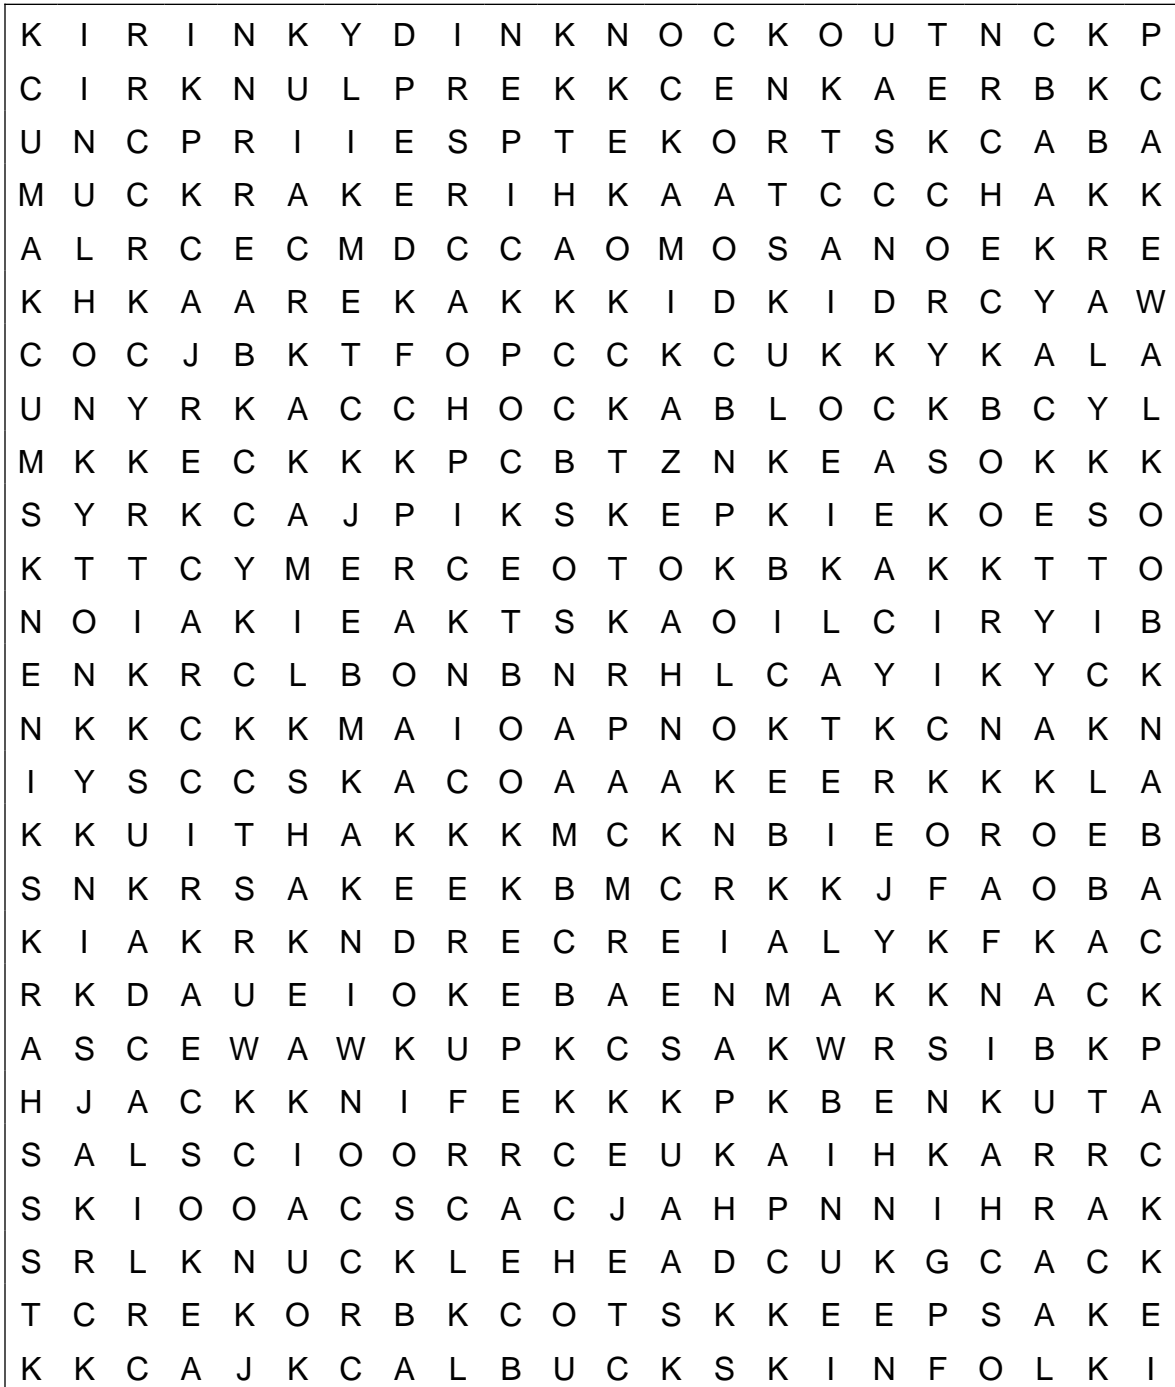 K I R I N K Y D I N K N O C K O U T N C K P
C I R K N U L P R E K K C E N K A E R B K C
U N C P R I I E S P T E K O R T S K C A B A
M U C K R A K E R I H K A A T C C C H A K K
A L R C E C M D C C A O M O S A N O E K R E
K H K A A R E K A K K K I D K I D R C Y A W
C O C J B K T F O P C C K C U K K Y K A L A
U N Y R K A C C H O C K A B L O C K B C Y L
M K K E C K K K P C B T Z N K E A S O K K K
S Y R K C A J P I K S K E P K I E K O E S O
K T T C Y M E R C E O T O K B K A K K T T O
N O I A K I E A K T S K A O I L C I R Y I B
E N K R C L B O N B N R H L C A Y I K Y C K
N K K C K K M A I O A P N O K T K C N A K N
I Y S C C S K A C O A A A K E E R K K K L A
K K U I T H A K K K M C K N B I E O R O E B
S N K R S A K E E K B M C R K K J F A O B A
K I A K R K N D R E C R E I A L Y K F K A C
R K D A U E I O K E B A E N M A K K N A C K
A S C E W A W K U P K C S A K W R S I B K P
H J A C K K N I F E K K K P K B E N K U T A
S A L S C I O O R R C E U K A I H K A R R C
S K I O O A C S C A C J A H P N N I H R A K
S R L K N U C K L E H E A D C U K G C A C K
T C R E K O R B K C O T S K K E E P S A K E
K K C A J K C A L B U C K S K I N F O L K I